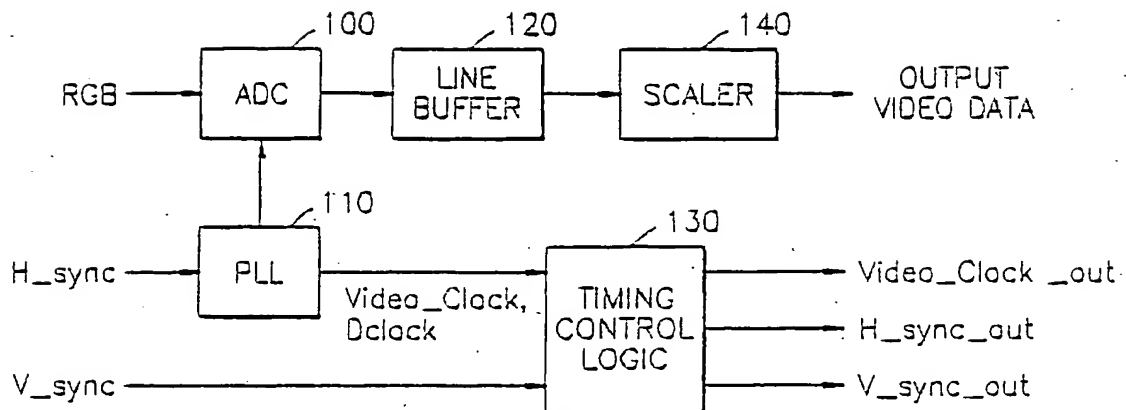 100
120
140
RGB
ADC
LINE
BUFFER
SCALER
OUTPUT
VIDEO DATA
110
130
H_sync
PLL
Video_Clock,
Dclock
TIMING
CONTROL
LOGIC
Video_Clock _out
H_sync_out
V_sync
V_sync_out